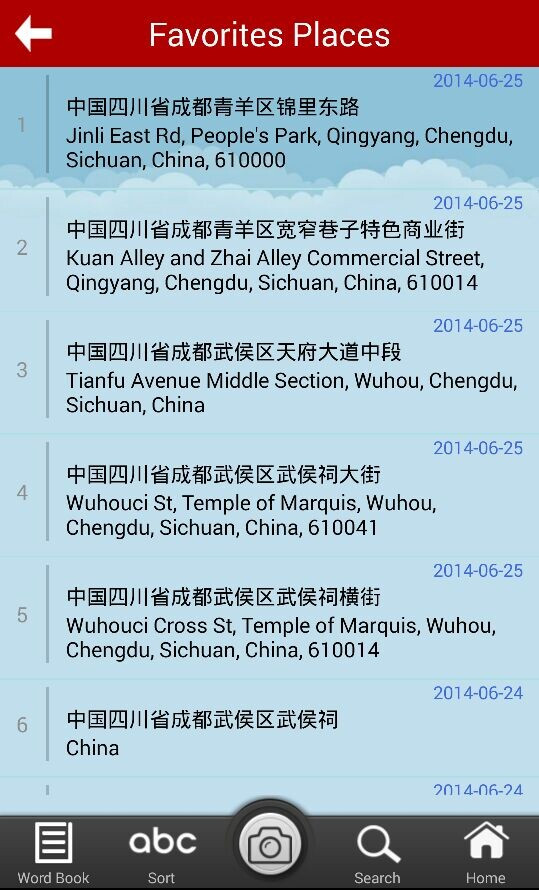 Favorites Places
2014-06-25
1
中国四川省成都青羊区锦里东路
Jinli East Rd, People's Park, Qingyang, Chengdu,
Sichuan, China, 610000
2014-06-25
2
中国四川省成都青羊区宽窄巷子特色商业街
Kuan Alley and Zhai Alley Commercial Street,
Qingyang, Chengdu, Sichuan, China, 610014
2014-06-25
3
中国四川省成都武侯区天府大道中段
Tianfu Avenue Middle Section, Wuhou, Chengdu,
Sichuan, China
2014-06-25
4
中国四川省成都武侯区武侯祠大街
Wuhouci St, Temple of Marquis, Wuhou,
Chengdu, Sichuan, China, 610041
2014-06-25
5
中国四川省成都武侯区武侯祠横街
Wuhouci Cross St, Temple of Marquis, Wuhou,
Chengdu, Sichuan, China, 610014
2014-06-24
6
中国四川省成都武侯区武侯祠
China
2014-06-24
abc
Word Book Sort Search Home